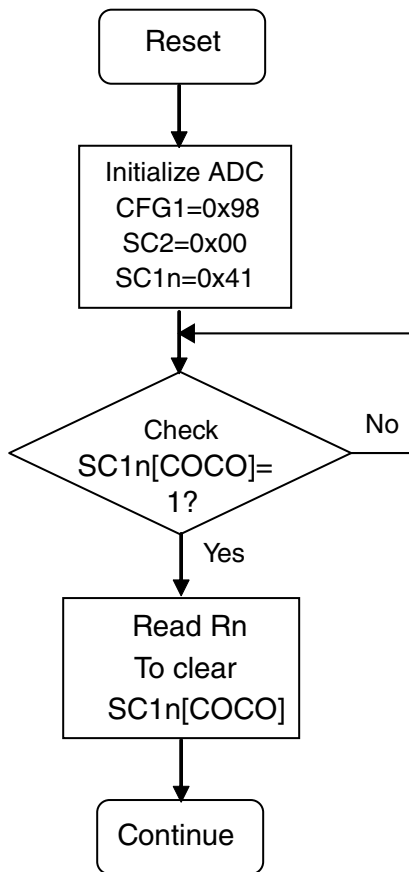 Reset
Initialize ADC
CFG1=0x98
SC2=0x00
SC1n=0x41
Check
SC1n[COCO]=
1?
No
Yes
Read Rn
To clear
SC1n[COCO]
Continue